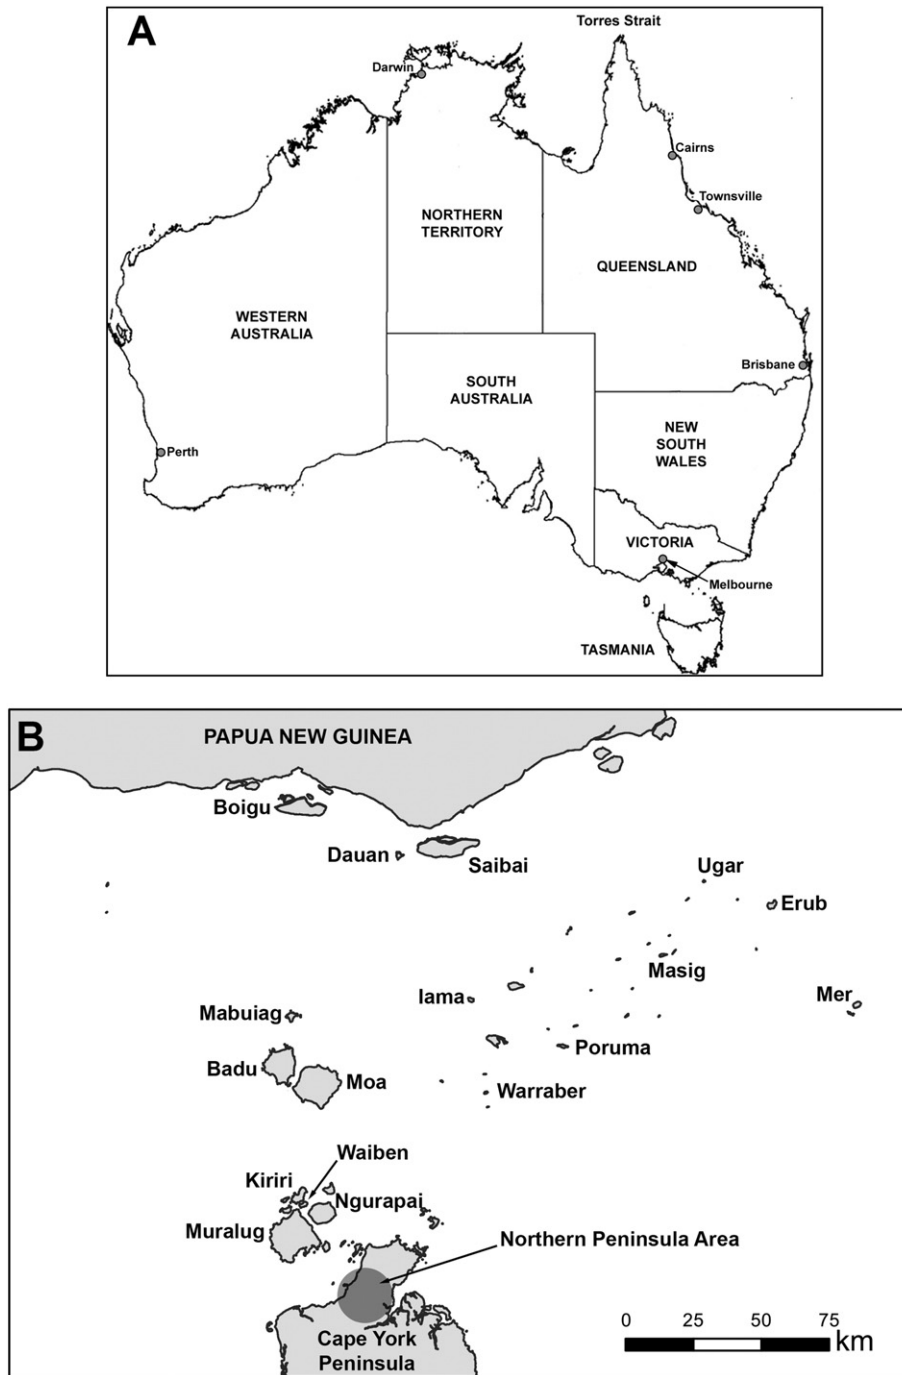 A
Torres Strait
Darwin
Cairns
Townsville
NORTHERN
TERRITORY
QUEENSLAND
WESTERN
AUSTRALIA
Brisbane
SOUTH
AUSTRALIA
NEW
SOUTH
WALES
Perth
VICTORIA
Melbourne
TASMANIA
B
PAPUA NEW GUINEA
Boigu
Dauan
Saibai
Ugar
Erub
Masig
Iama
Mer
Mabuiag
Poruma
Badu
Moa
Warraber
Waiben
Kiriri
Ngurapai
Muralug
Northern Peninsula Area
Cape York
Peninsula
0 25 50 75
km